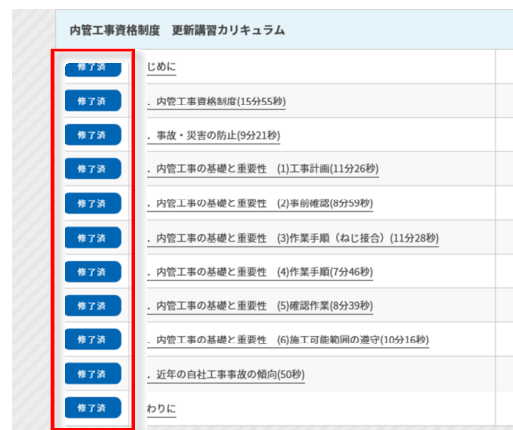 内管工事資格制度　更新講習カリキュラム
修了済 じめに
修了済 . 内管工事資格制度(15分55秒)
修了済 . 事故・災害の防止(9分21秒)
修了済 . 内管工事の基礎と重要性　(1)工事計画(11分26秒)
修了済 . 内管工事の基礎と重要性　(2)事前確認(8分59秒)
修了済 . 内管工事の基礎と重要性　(3)作業手順（ねじ接合）(11分28秒)
修了済 . 内管工事の基礎と重要性　(4)作業手順(7分46秒)
修了済 . 内管工事の基礎と重要性　(5)確認作業(8分39秒)
修了済 . 内管工事の基礎と重要性　(6)施工可能範囲の遵守(10分16秒)
修了済 . 近年の自社工事事故の傾向(50秒)
修了済 わりに